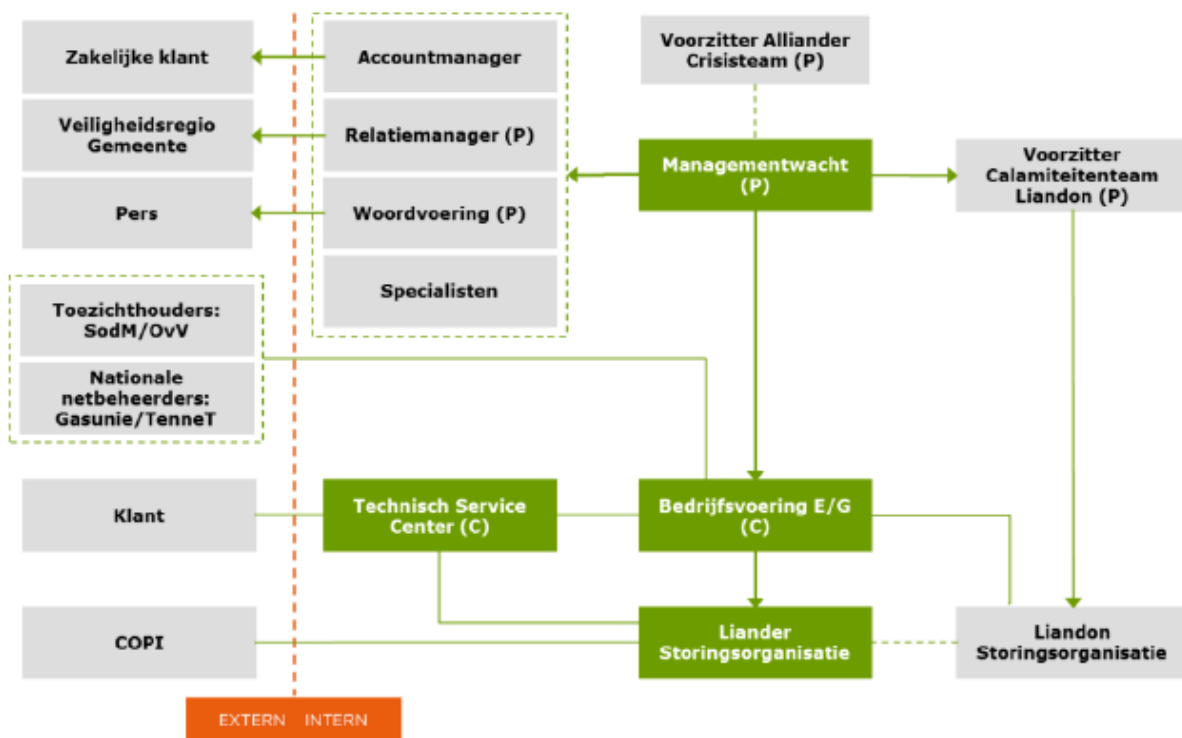 Zakelijke klant
Accountmanager
Voorzitter Alliander
Crisisteam (P)
Veiligheidsregio
Gemeente
Relatiemanager (P)
Managementwacht
(P)
Voorzitter
Calamiteitenteam
Liandon (P)
Pers
Woordvoering (P)
Specialisten
Toezichthouders:
SodM/OvV
Nationale
netbeheerders:
Gasunie/TenneT
Klant
Technisch Service
Center (C)
Bedrijfsvoering E/G
(C)
COPI
Liander
Storingsorganisatie
Liandon
Storingsorganisatie
EXTERN INTERN